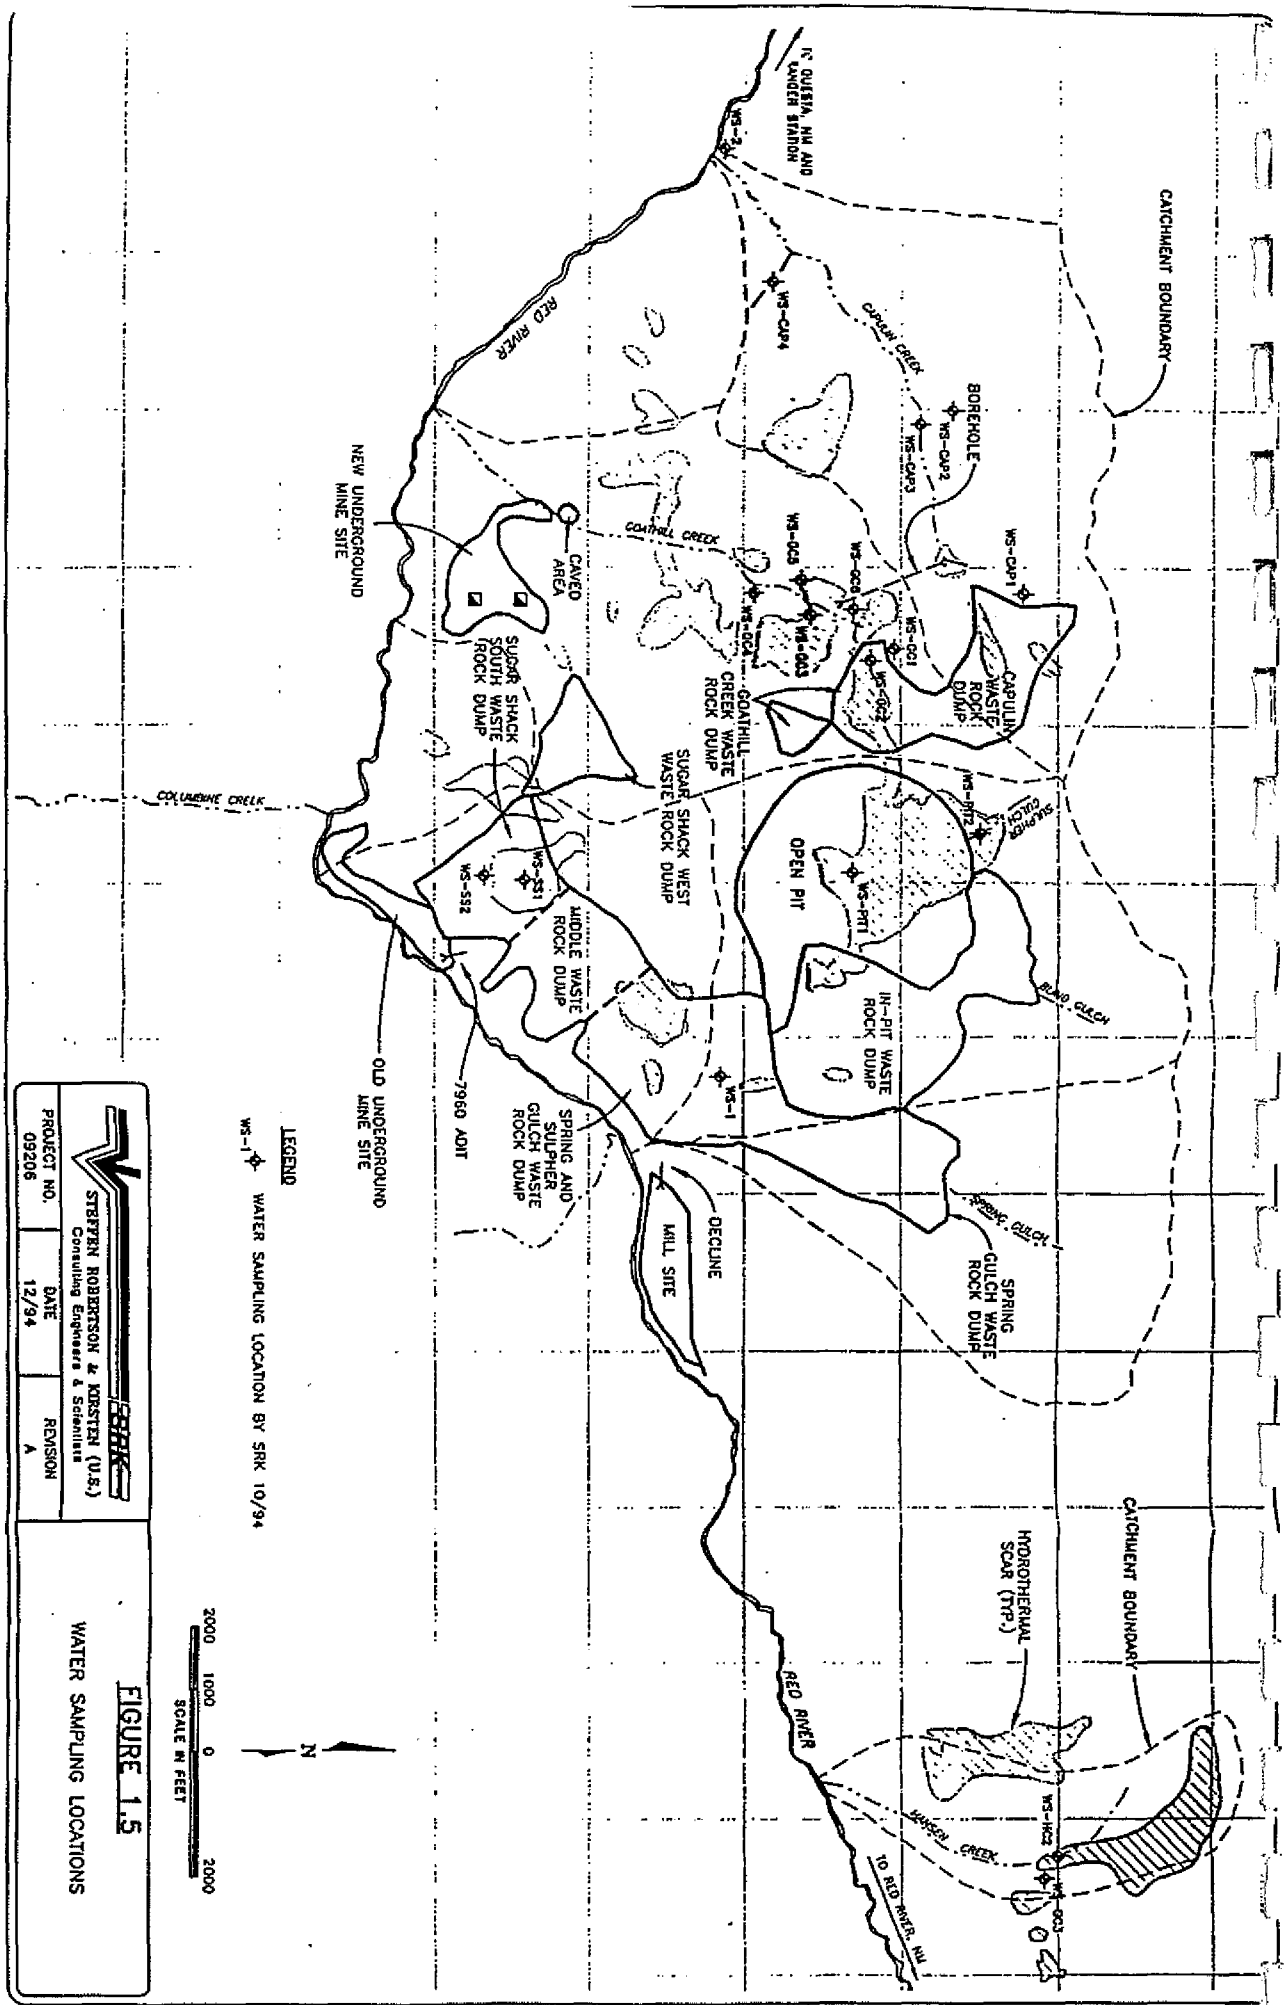 TO QUESTA, NM AND
RANGER STATION
WS-2
CATCHMENT BOUNDARY
WS-CAP4
CAPULIN CREEK
RED RIVER
BOREHOLE
WS-CAP2
WS-CAP3
WS-CAP1
NEW UNDERGROUND
MINE SITE
CAVED
AREA
GOATHILL CREEK
WS-GC5
WS-GC6
WS-GC4
WS-GC3
WS-GC1
WS-GC2
CAPULIN
WASTE
ROCK
DUMP
GOATHILL
CREEK WASTE
ROCK DUMP
SUGAR SHACK
SOUTH WASTE
ROCK DUMP
SUGAR SHACK WEST
WASTE ROCK DUMP
COLUMBINE CREEK
WS-PIT2
SULPHER
GULCH
OPEN PIT
WS-PIT1
WS-SS1
WS-SS2
MIDDLE WASTE
ROCK DUMP
IN-PIT WASTE
ROCK DUMP
BLIND GULCH
WS-1
OLD UNDERGROUND
MINE SITE
7960 ADIT
SPRING AND
SULPHER
GULCH WASTE
ROCK DUMP
DECLINE
MILL SITE
SPRING GULCH
SPRING
GULCH WASTE
ROCK DUMP
CATCHMENT BOUNDARY
HYDROTHERMAL
SCAR (TYP.)
RED RIVER
HANSEN CREEK
WS-HC2
TO RED RIVER, NM
LEGEND
WS-1 WATER SAMPLING LOCATION BY SRK 10/94
N
2000 1000 0 2000
SCALE IN FEET
SRK
STEFFEN ROBERTSON & KIRSTEN (U.S.)
Consulting Engineers & Scientists
PROJECT NO.
09206
DATE
12/94
REVISION
A
FIGURE 1.5
WATER SAMPLING LOCATIONS